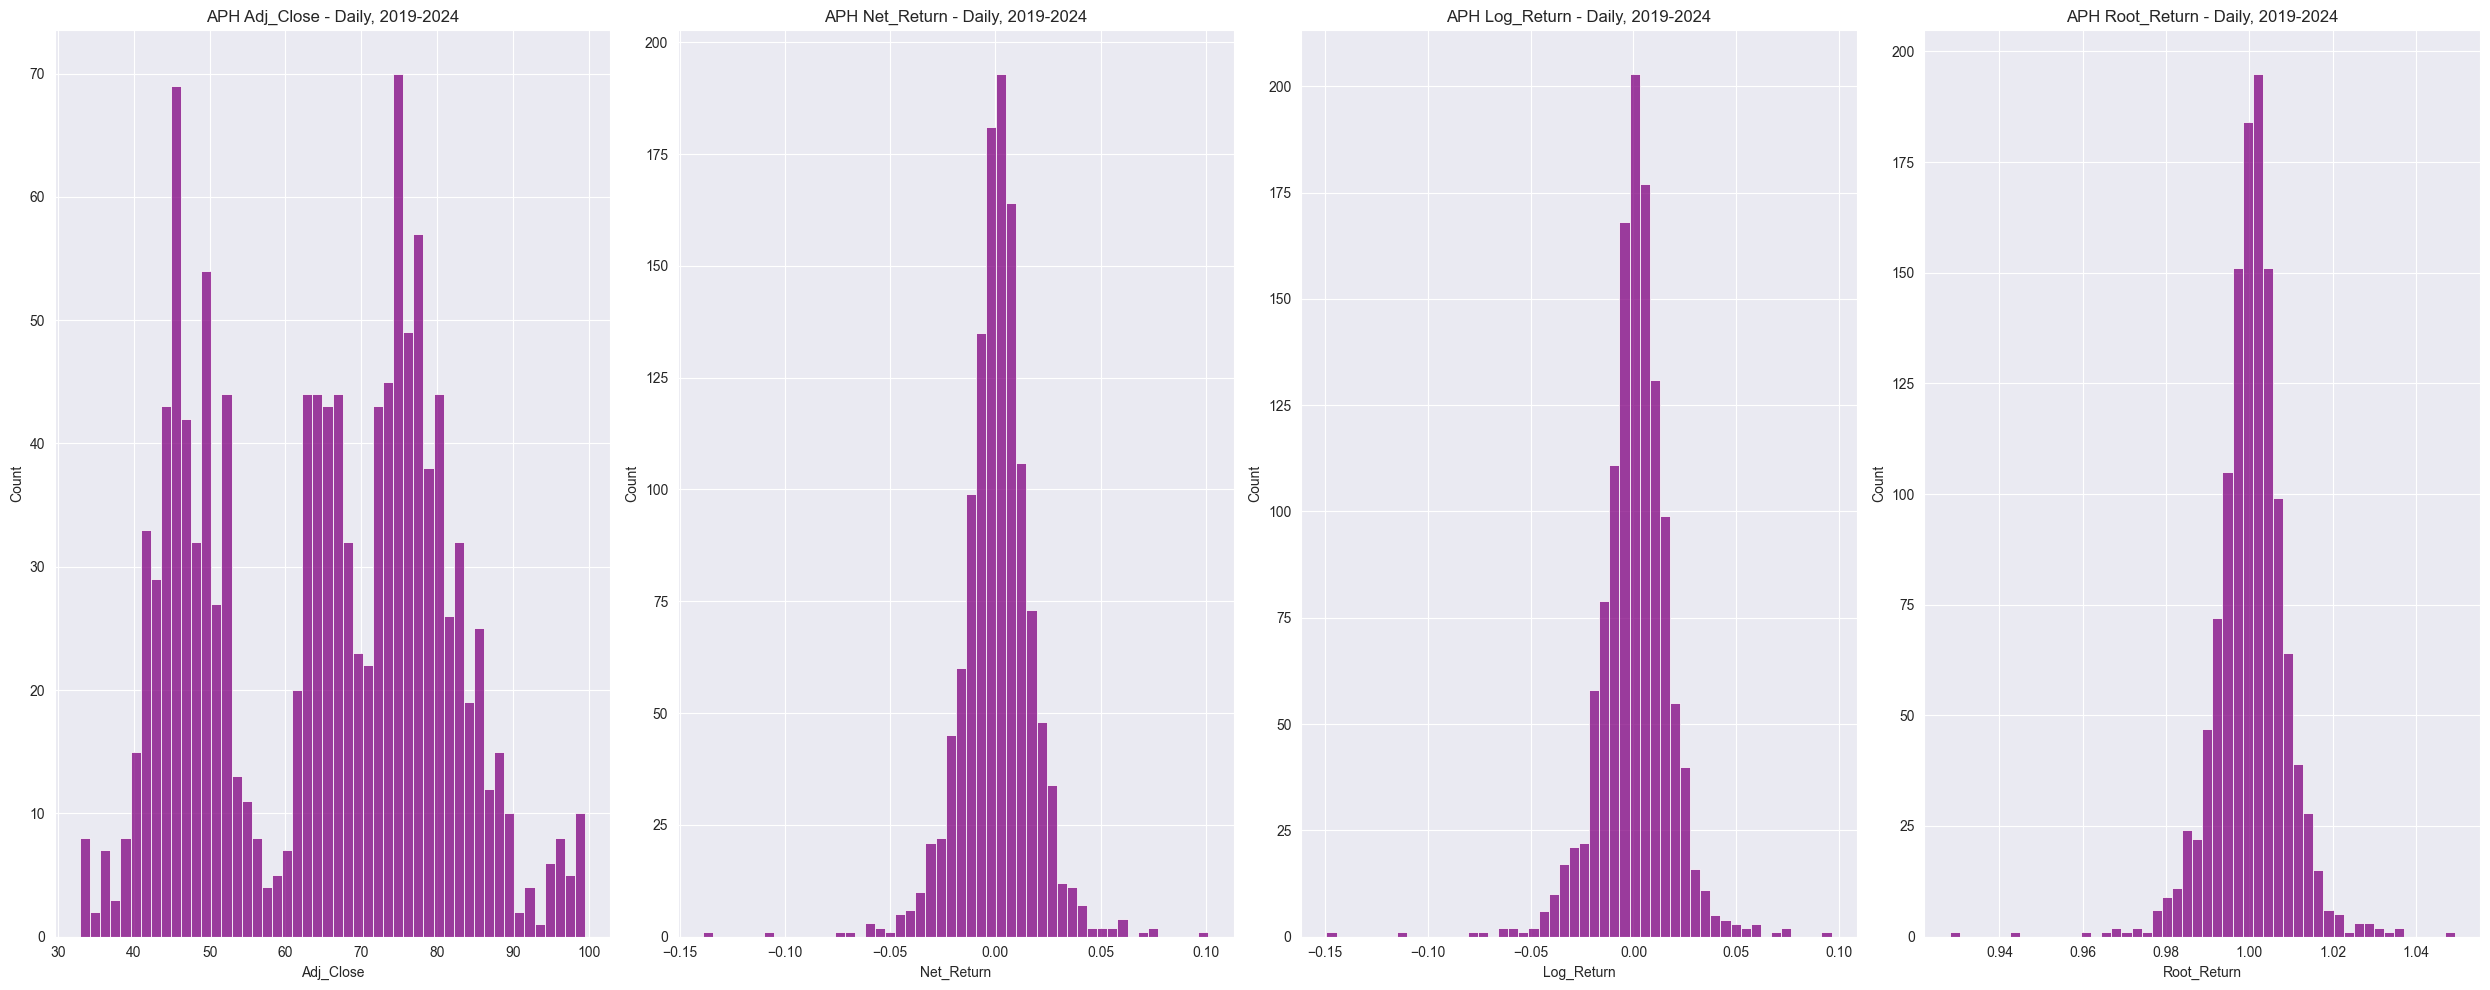 APH Adj_Close - Daily, 2019-2024
70
60
50
40
30
20
10
0
Count
30 40 50 60 70 80 90 100
Adj_Close
APH Net_Return - Daily, 2019-2024
200
175
150
125
100
75
50
25
0
Count
−0.15 −0.10 −0.05 0.00 0.05 0.10
Net_Return
APH Log_Return - Daily, 2019-2024
200
175
150
125
100
75
50
25
0
Count
−0.15 −0.10 −0.05 0.00 0.05 0.10
Log_Return
APH Root_Return - Daily, 2019-2024
200
175
150
125
100
75
50
25
0
Count
0.94 0.96 0.98 1.00 1.02 1.04
Root_Return